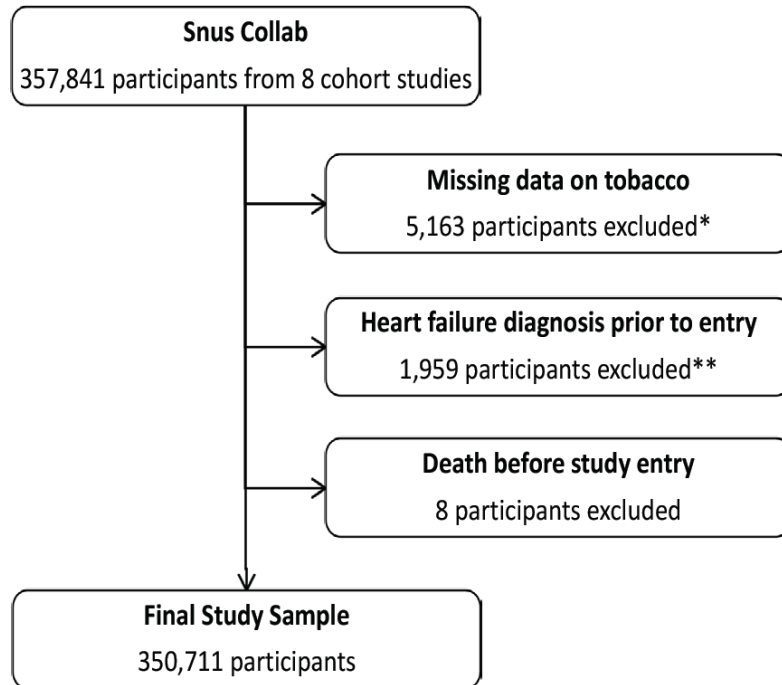 Snus Collab
357,841 participants from 8 cohort studies
Missing data on tobacco
5,163 participants excluded*
Heart failure diagnosis prior to entry
1,959 participants excluded**
Death before study entry
8 participants excluded
Final Study Sample
350,711 participants